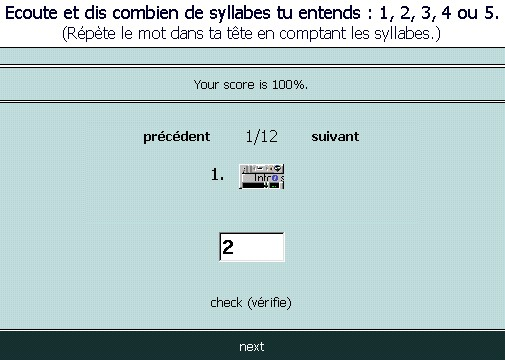 Ecoute et dis combien de syllabes tu entends : 1, 2, 3, 4 ou 5.
(Répète le mot dans ta tête en comptant les syllabes.)
Your score is 100%.
précédent 1/12 suivant
1.
2
check (vérifie)
next